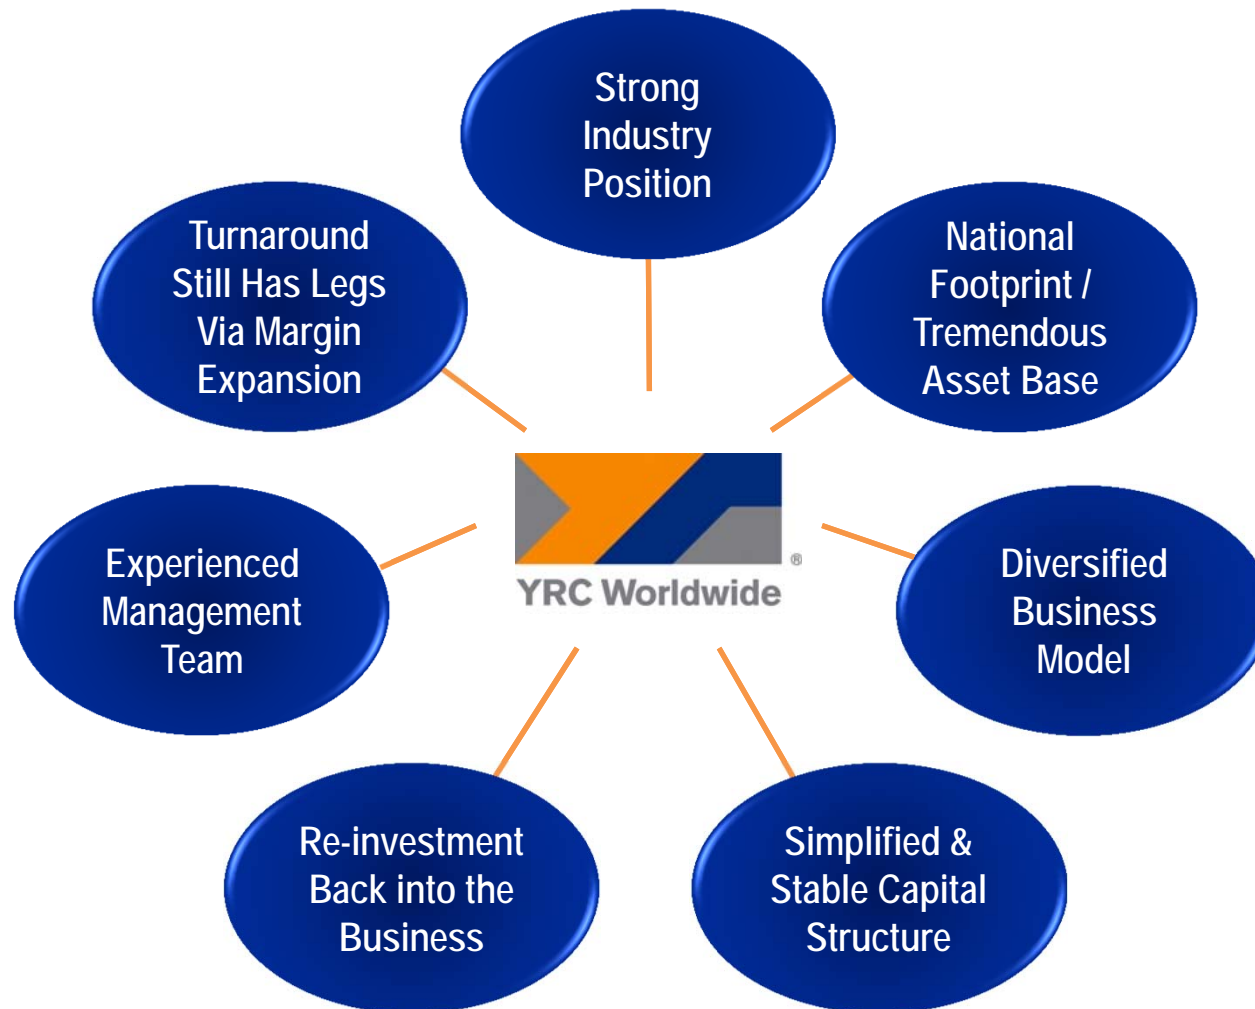 Strong
Industry
Position
National
Footprint /
Tremendous
Asset Base
Diversified
Business
Model
Simplified &
Stable Capital
Structure
Re-investment
Back into the
Business
Experienced
Management
Team
Turnaround
Still Has Legs
Via Margin
Expansion
®
YRC Worldwide